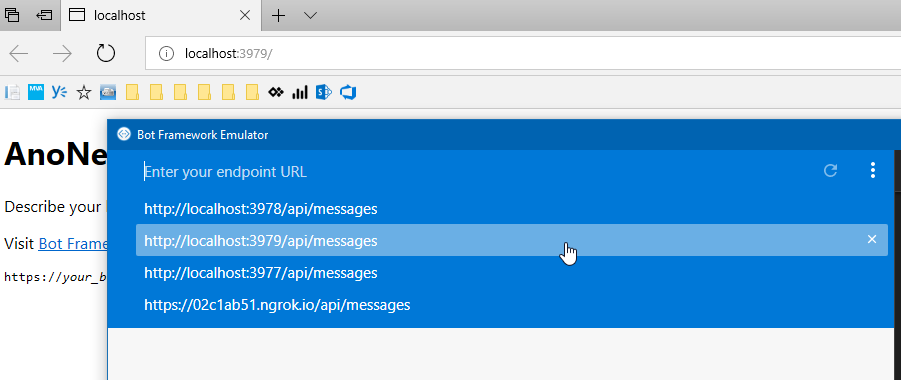 localhost
localhost:3979/
MVA
Bot Framework Emulator
AnoNe
Enter your endpoint URL
Describe your
http://localhost:3978/api/messages
Visit Bot Frame
http://localhost:3979/api/messages
https://your_b
http://localhost:3977/api/messages
https://02c1ab51.ngrok.io/api/messages